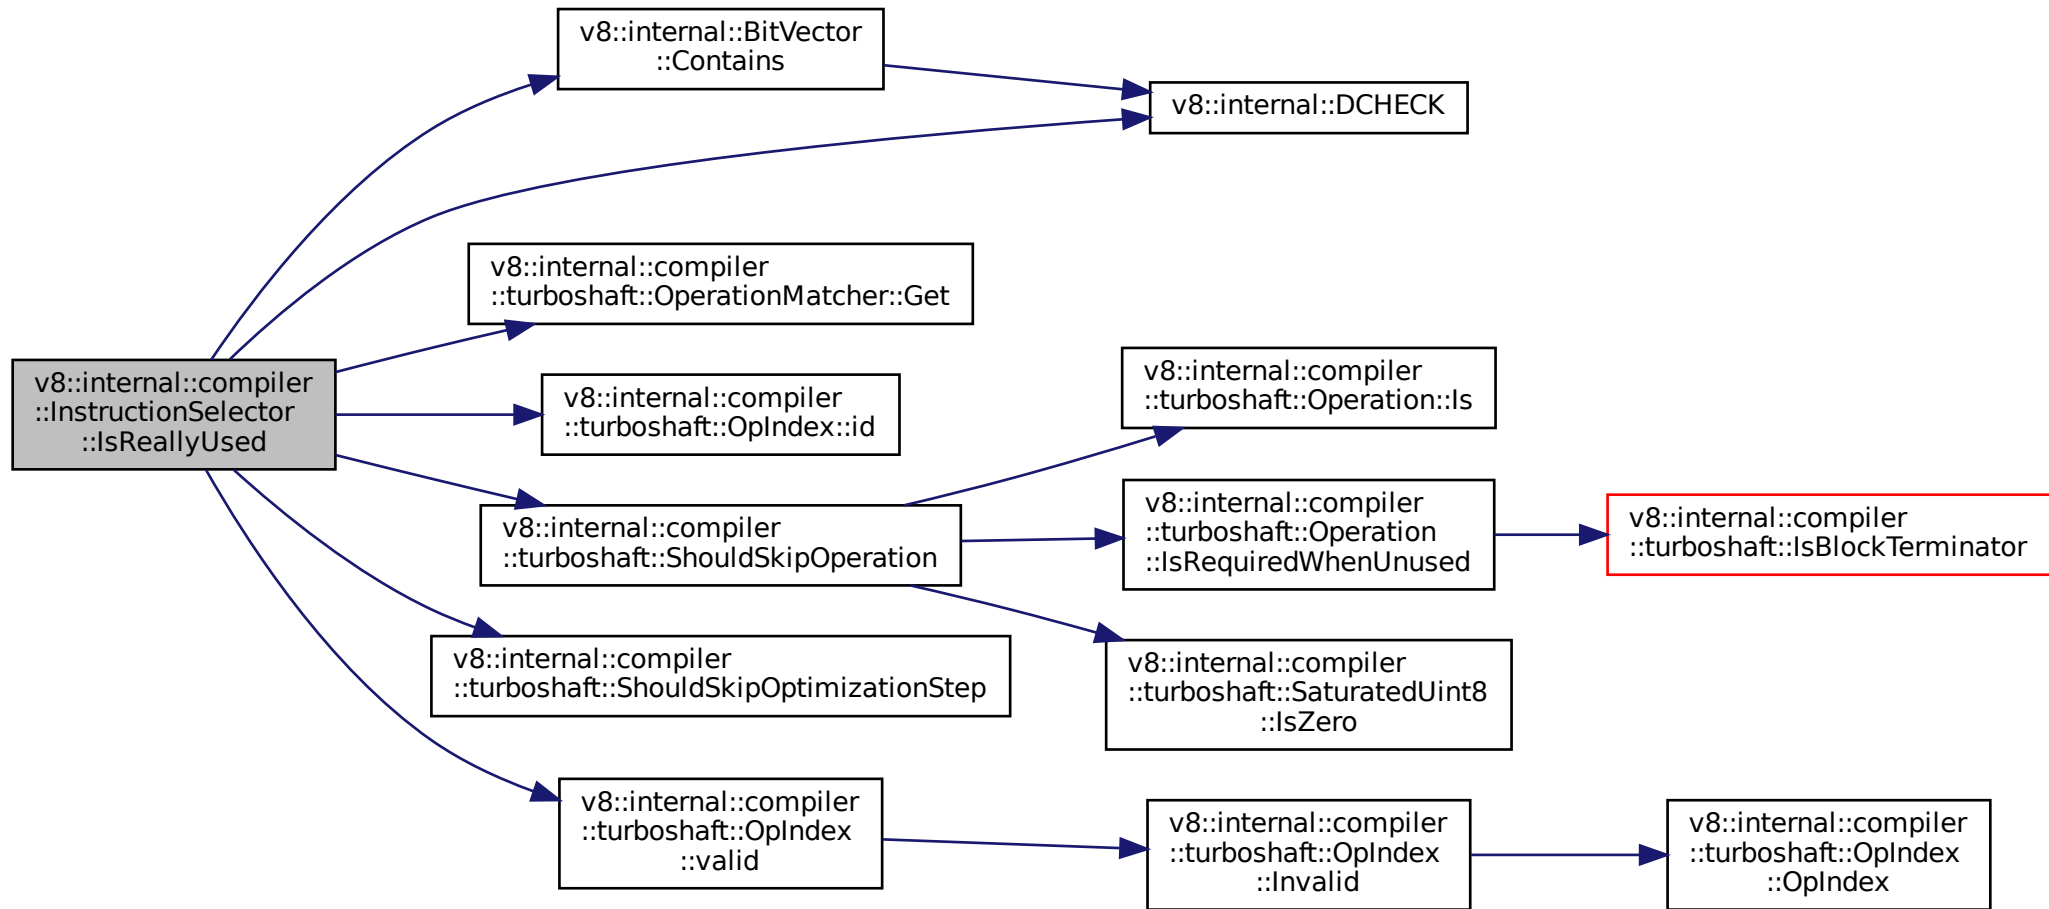 v8::internal::compiler
::InstructionSelector
::IsReallyUsed
v8::internal::BitVector
::Contains
v8::internal::DCHECK
v8::internal::compiler
::turboshaft::OperationMatcher::Get
v8::internal::compiler
::turboshaft::OpIndex::id
v8::internal::compiler
::turboshaft::ShouldSkipOperation
v8::internal::compiler
::turboshaft::Operation::Is
v8::internal::compiler
::turboshaft::Operation
::IsRequiredWhenUnused
v8::internal::compiler
::turboshaft::IsBlockTerminator
v8::internal::compiler
::turboshaft::SaturatedUint8
::IsZero
v8::internal::compiler
::turboshaft::ShouldSkipOptimizationStep
v8::internal::compiler
::turboshaft::OpIndex
::valid
v8::internal::compiler
::turboshaft::OpIndex
::Invalid
v8::internal::compiler
::turboshaft::OpIndex
::OpIndex